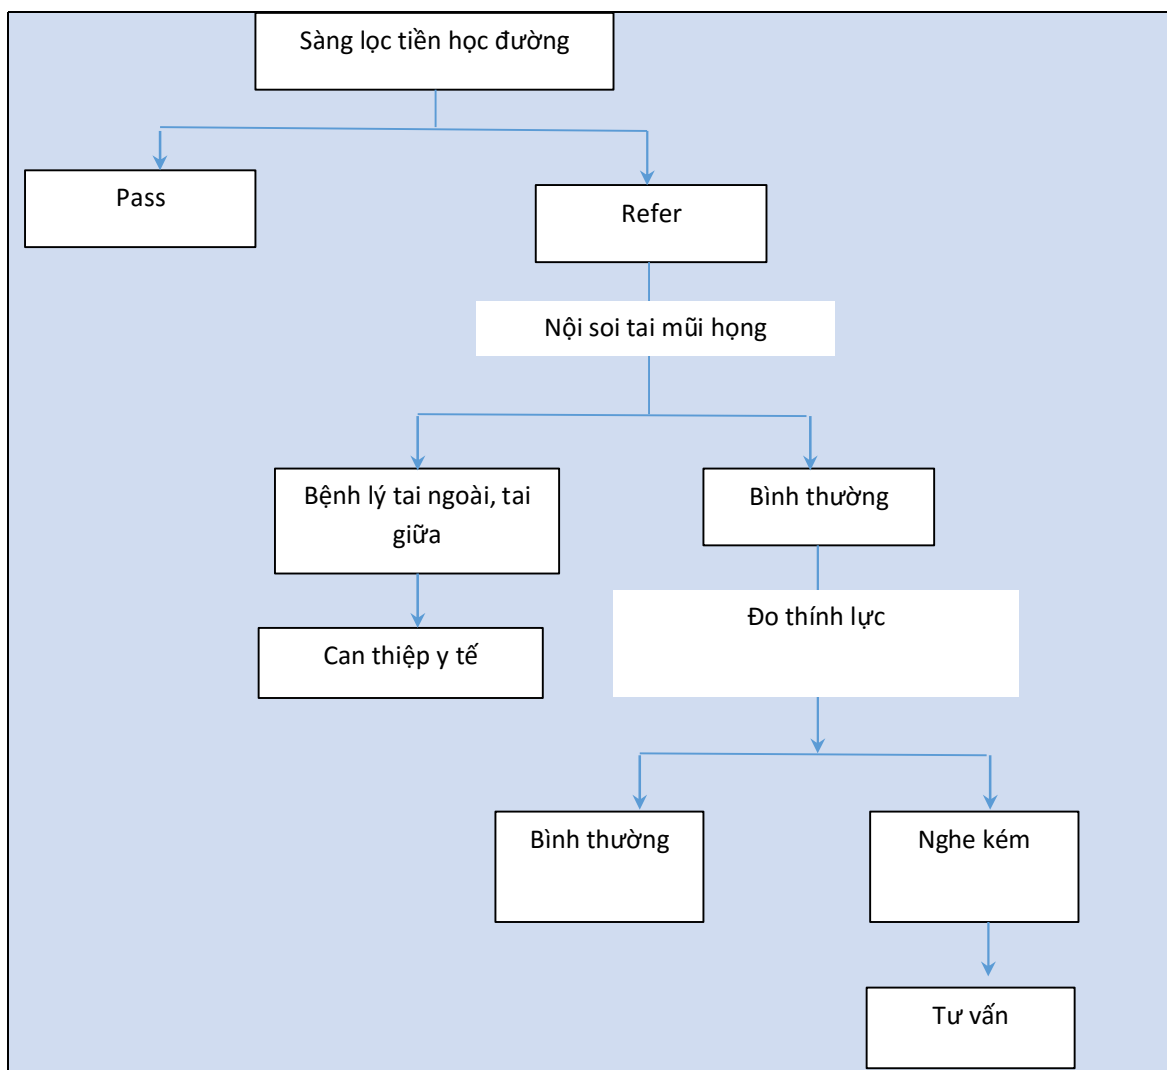 Sàng lọc tiền học đường
Pass
Refer
Nội soi tai mũi họng
Bệnh lý tai ngoài, tai
giữa
Bình thường
Can thiệp y tế
Đo thính lực
Bình thường
Nghe kém
Tư vấn